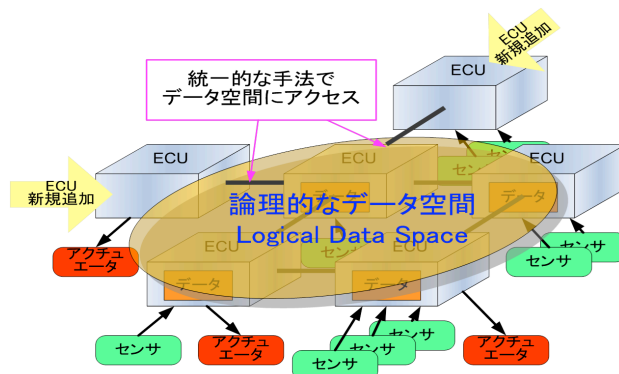 ECU
新規追加
ECU
統一的な手法で
データ空間にアクセス
センサ
センサ
ECU
ECU
ECU
ECU
新規追加
データ
データ
論理的なデータ空間
Logical Data Space
アクチュ
エータ
ECU
センサ
ECU
センサ
センサ
データ
データ
センサ
アクチュ
エータ
センサ
センサ
センサ
アクチュ
エータ